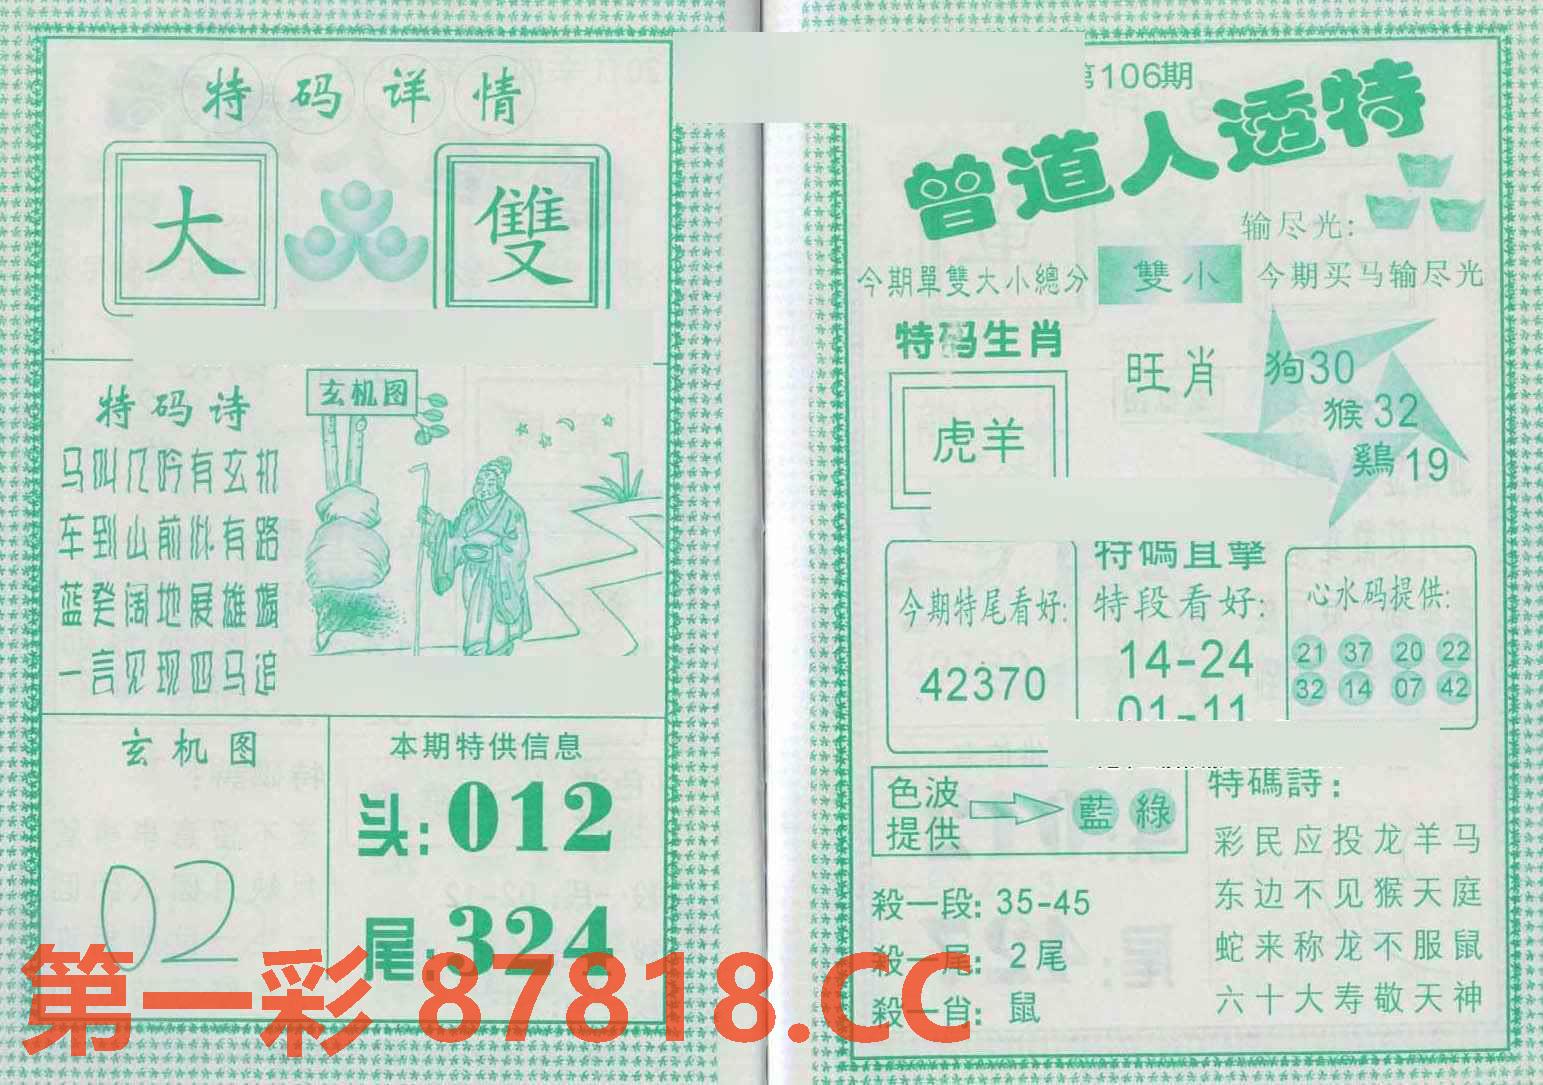 特码详情
大 雙
特码诗
马叫几吟有玄机
车到山前必有路
蓝癸阔地展雄
一言见现四马追
玄机图
玄机图
02
本期特供信息
头:012
尾:324
106期
曾道人透特
输尽光:
今期單雙大小總分
雙小
今期买马输尽光
特码生肖
虎羊
旺肖
狗30
猴32
鷄19
今期特尾看好:
42370
特碼直擊
特段看好:
14-24
01-11
心水码提供:
21 37 20 22
32 14 07 42
色波提供
藍 綠
殺一段: 35-45
殺一尾: 2尾
殺一肖: 鼠
特碼詩:
彩民应投龙羊马
东边不见猴天庭
蛇来称龙不服鼠
六十大寿敬天神
第一彩 87818.CC